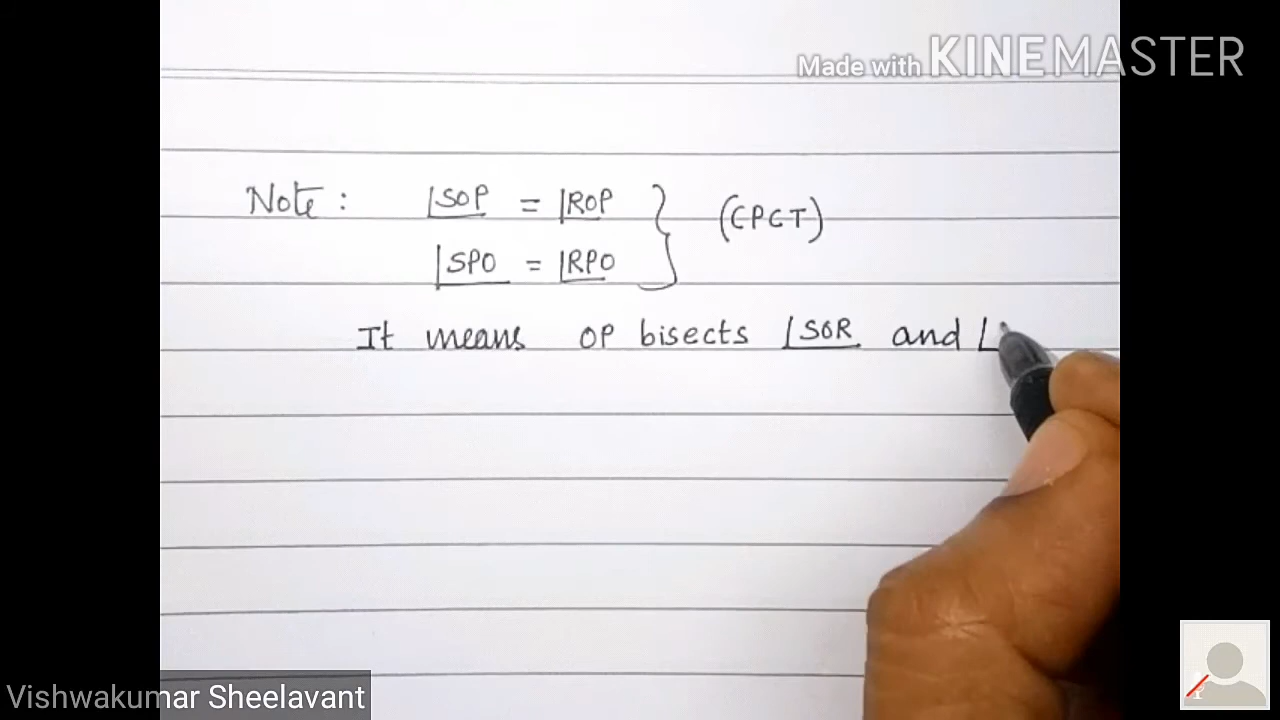 Made with KINEMASTER
Note : ∠SOP = ∠ROP } (CPCT)
∠SPO = ∠RPO
It means OP bisects ∠SOR and ∠
Vishwakumar Sheelavant